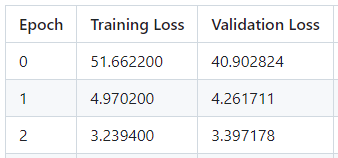 Epoch Training Loss Validation Loss
0 51.662200 40.902824
1 4.970200 4.261711
2 3.239400 3.397178